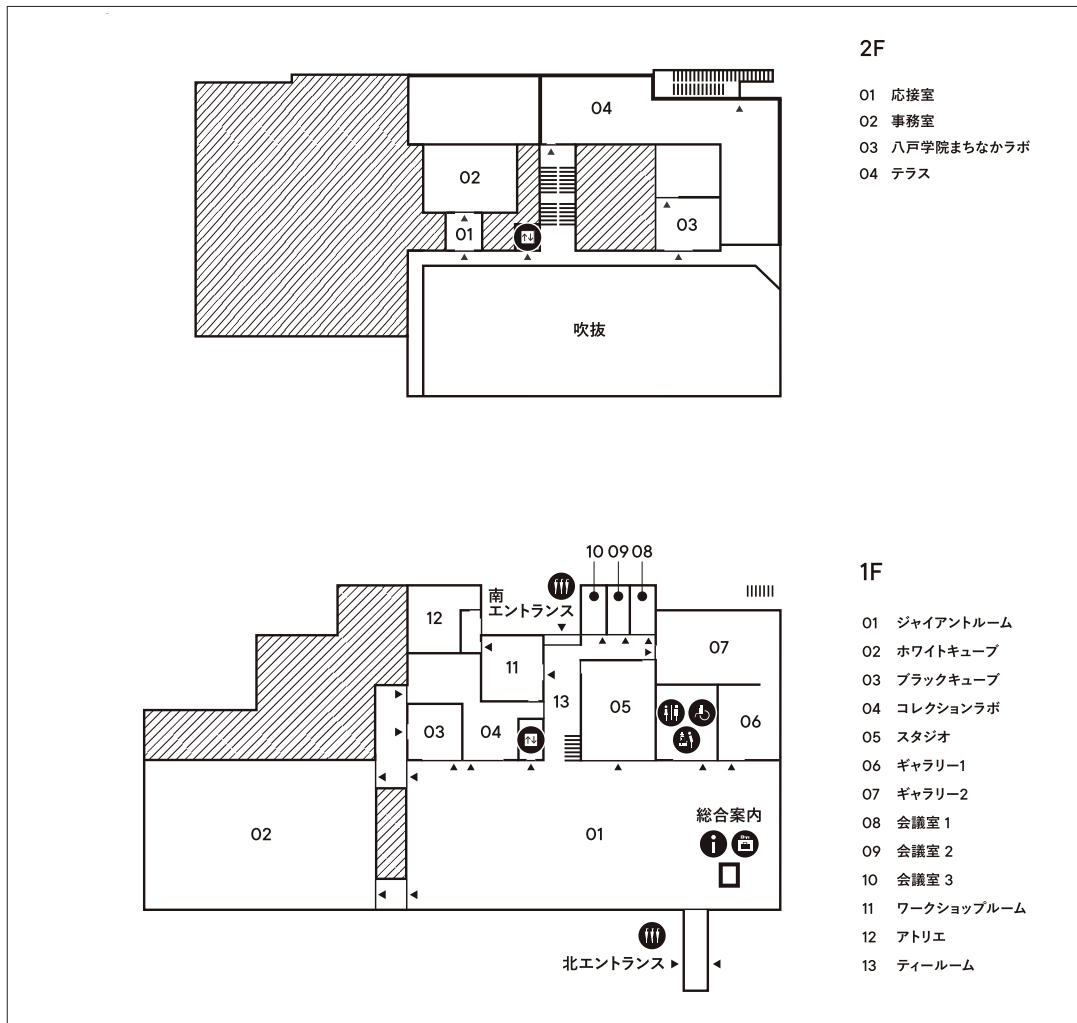 2F
01 応接室
02 事務室
03 八戸学院まちなかラボ
04 テラス
04
02
01
03
吹抜
1F
01 ジャイアントルーム
02 ホワイトキューブ
03 ブラックキューブ
04 コレクションラボ
05 スタジオ
06 ギャラリー1
07 ギャラリー2
08 会議室 1
09 会議室 2
10 会議室 3
11 ワークショップルーム
12 アトリエ
13 ティールーム
10 09 08
南
エントランス
12
11
07
13
05
03
04
06
02
01
総合案内
北エントランス